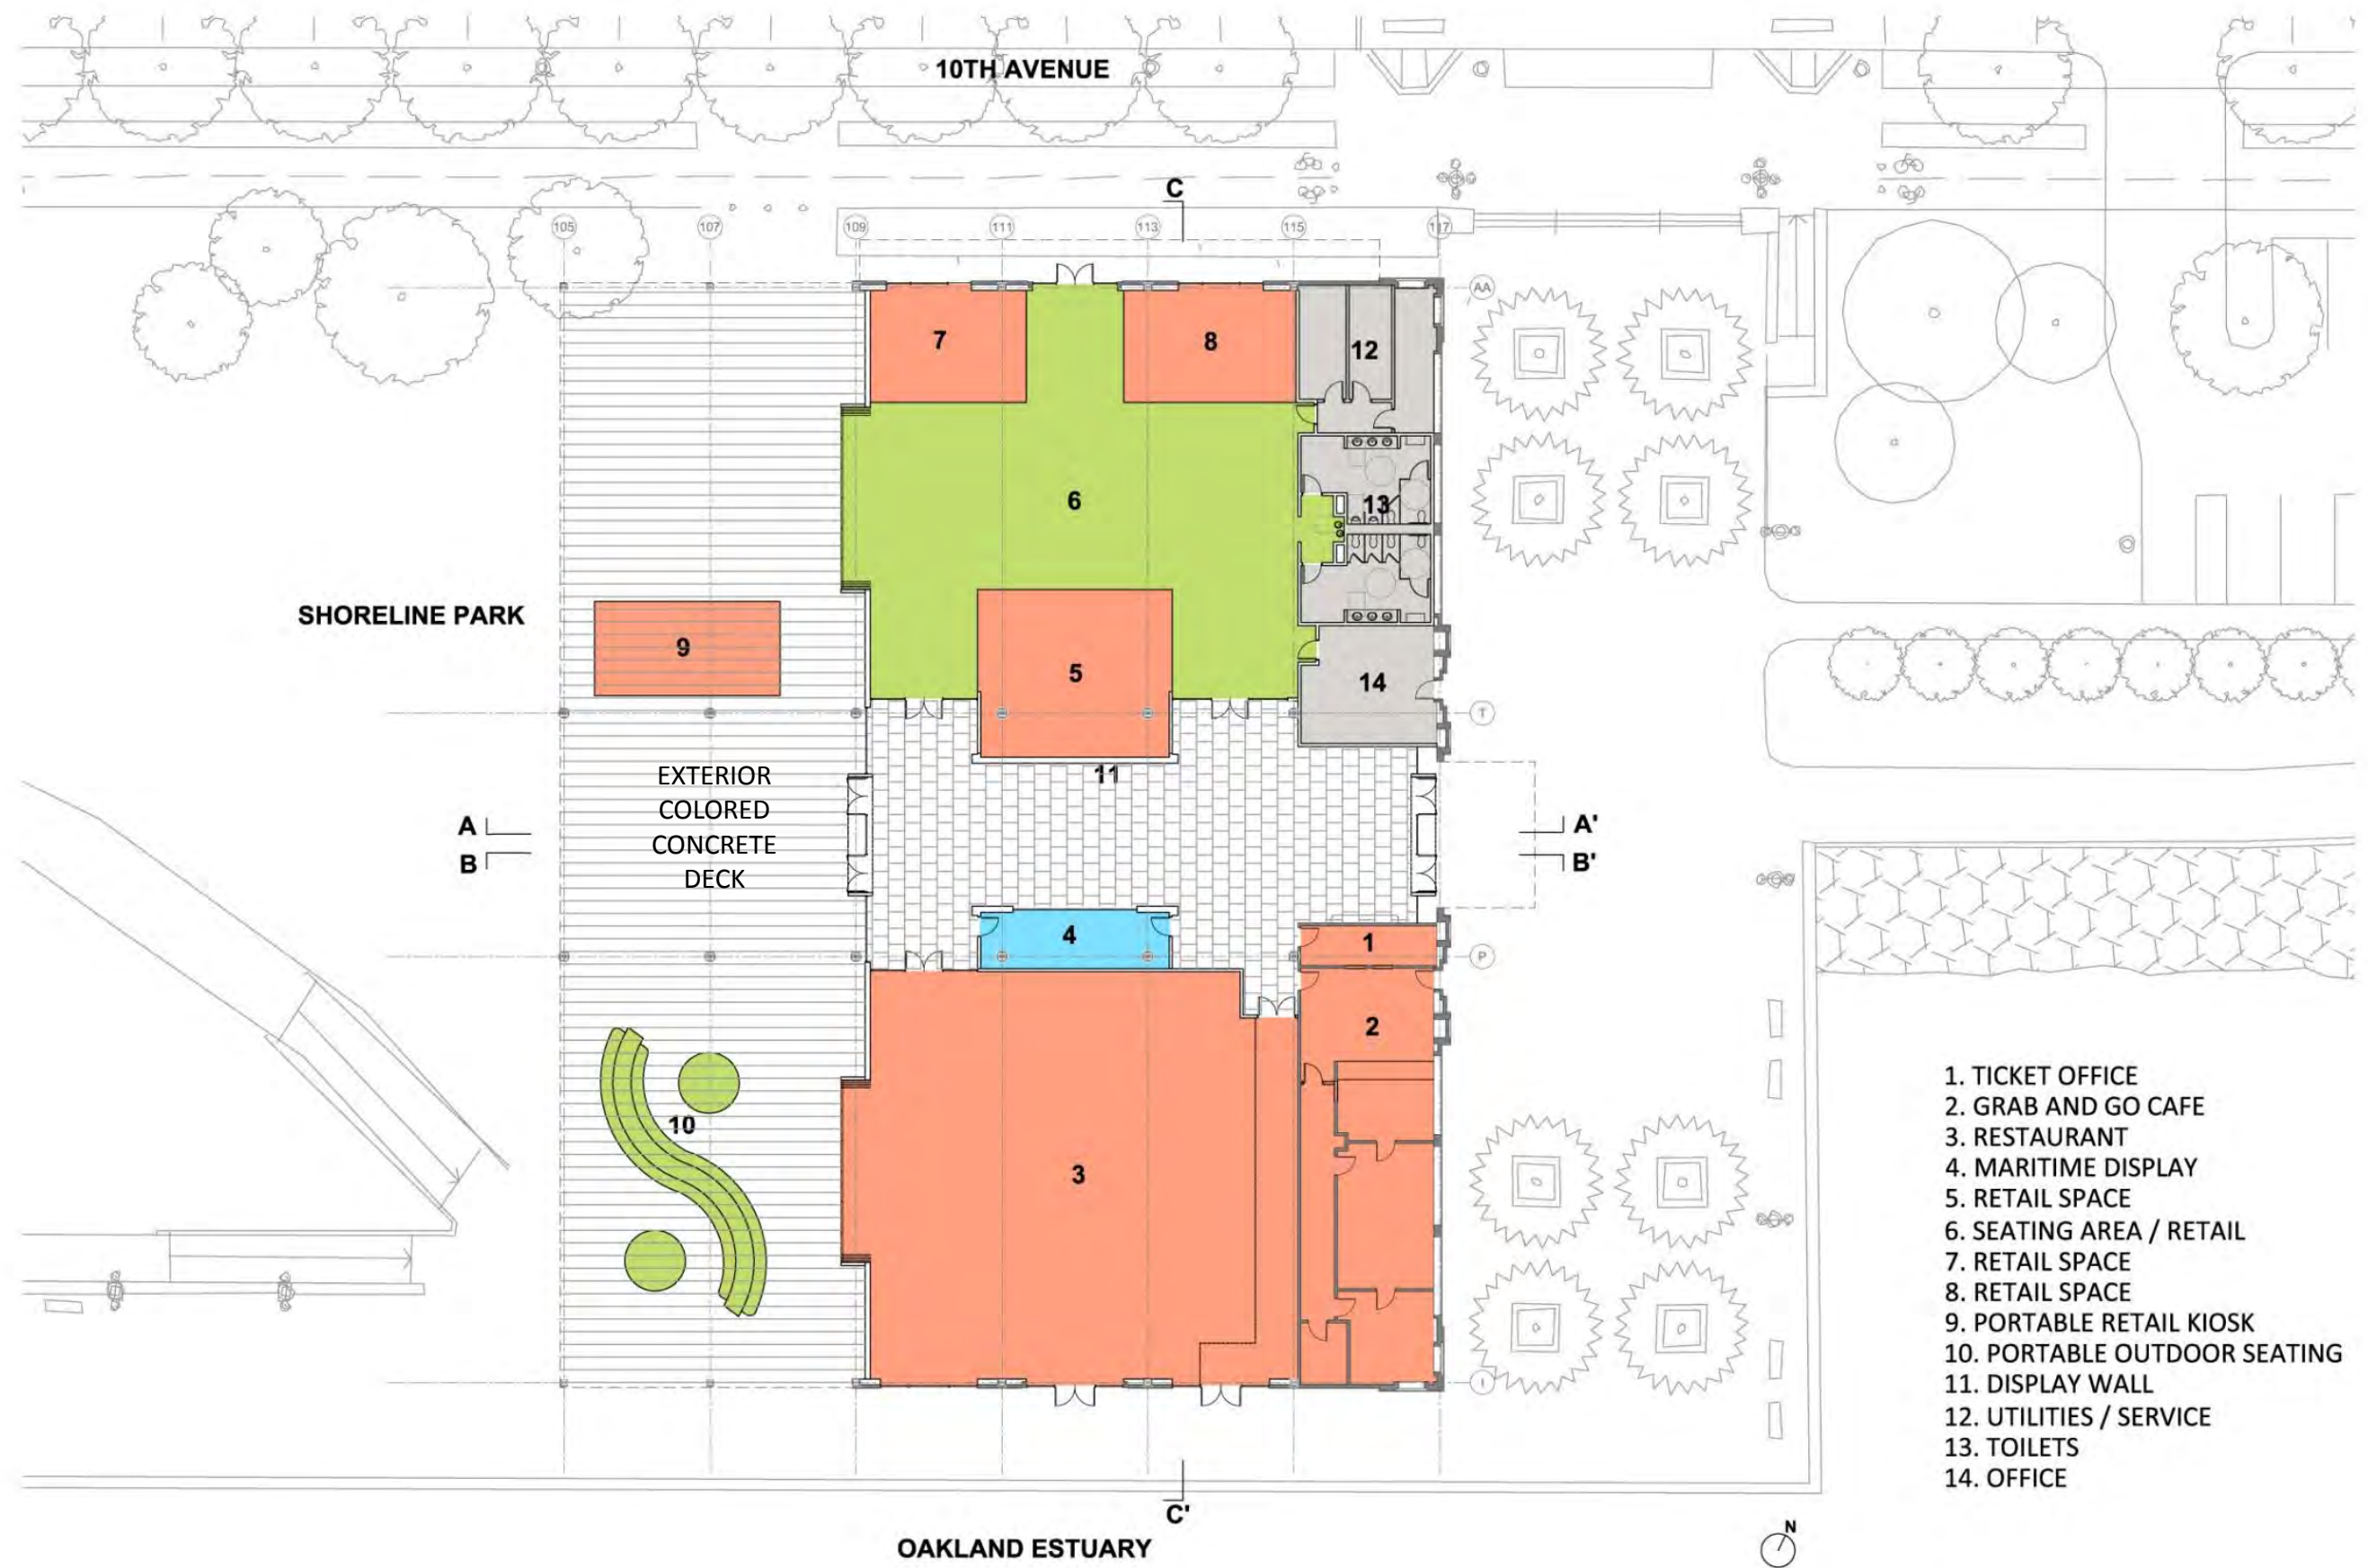 10TH AVENUE
C
105
107
109
111
113
115
117
AA
7
8
12
6
13
SHORELINE PARK
9
5
14
T
11
EXTERIOR
COLORED
CONCRETE
DECK
A
A'
B
B'
4
1
P
2
10
3
I
1. TICKET OFFICE
2. GRAB AND GO CAFE
3. RESTAURANT
4. MARITIME DISPLAY
5. RETAIL SPACE
6. SEATING AREA / RETAIL
7. RETAIL SPACE
8. RETAIL SPACE
9. PORTABLE RETAIL KIOSK
10. PORTABLE OUTDOOR SEATING
11. DISPLAY WALL
12. UTILITIES / SERVICE
13. TOILETS
14. OFFICE
C'
OAKLAND ESTUARY
N